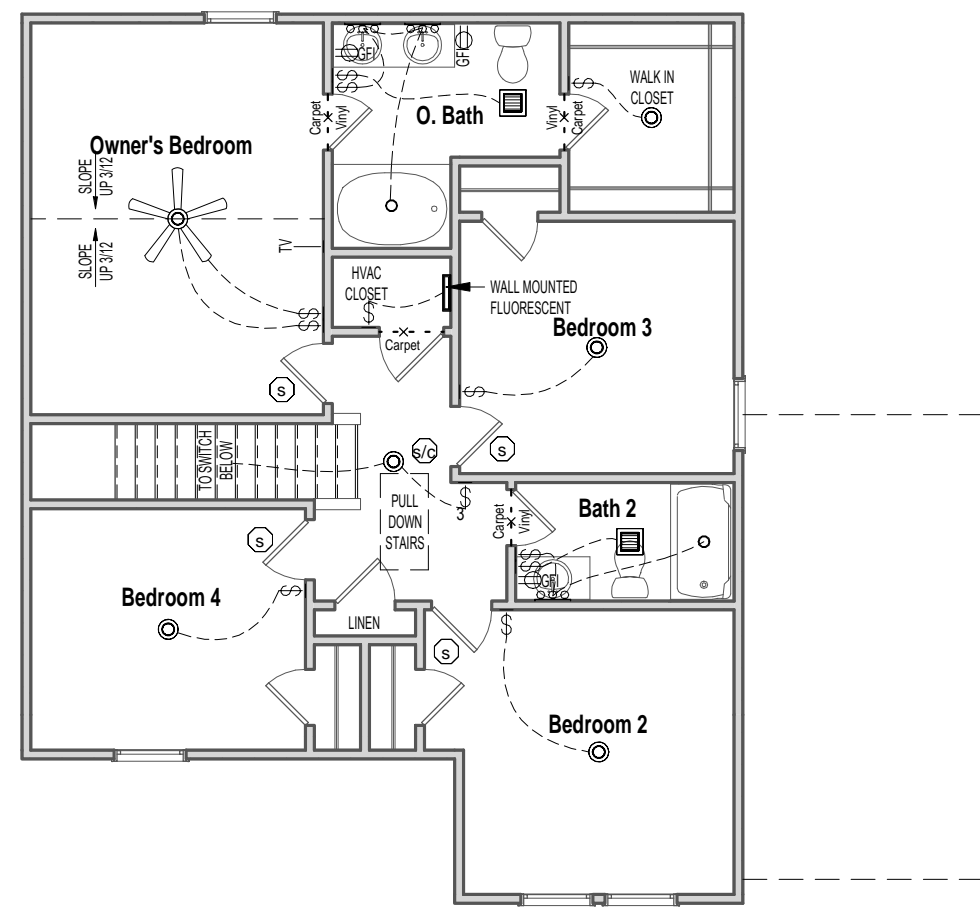 GFI
GFI
WALK IN
CLOSET
Carpet
Vinyl
O. Bath
Vinyl
Carpet
Owner's Bedroom
SLOPE
UP 3/12
SLOPE
UP 3/12
TV
HVAC
CLOSET
WALL MOUNTED
FLUORESCENT
Carpet
Bedroom 3
S
S
S/C
TO SWITCH
BELOW
PULL
DOWN
STAIRS
3
Carpet
Vinyl
Bath 2
GFI
S
Bedroom 4
LINEN
S
Bedroom 2